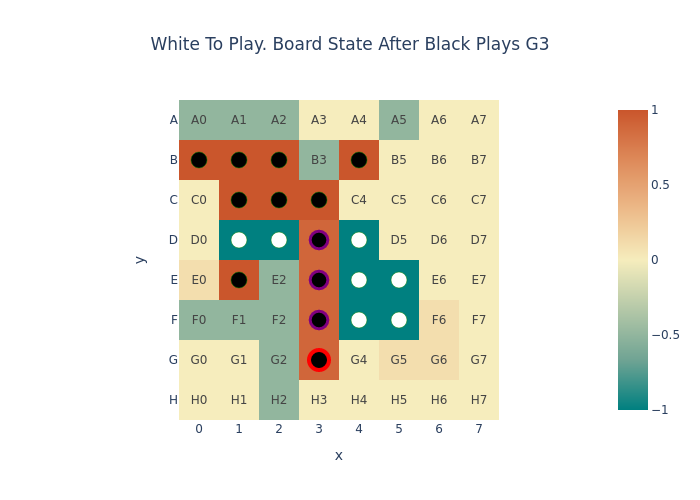 White To Play. Board State After Black Plays G3
A A0 A1 A2 A3 A4 A5 A6 A7
B B3 B5 B6 B7
C C0 C4 C5 C6 C7
D D0 D5 D6 D7
E E0 E2 E6 E7
F F0 F1 F2 F6 F7
G G0 G1 G2 G4 G5 G6 G7
H H0 H1 H2 H3 H4 H5 H6 H7
0 1 2 3 4 5 6 7
x
y
1
0.5
0
−0.5
−1